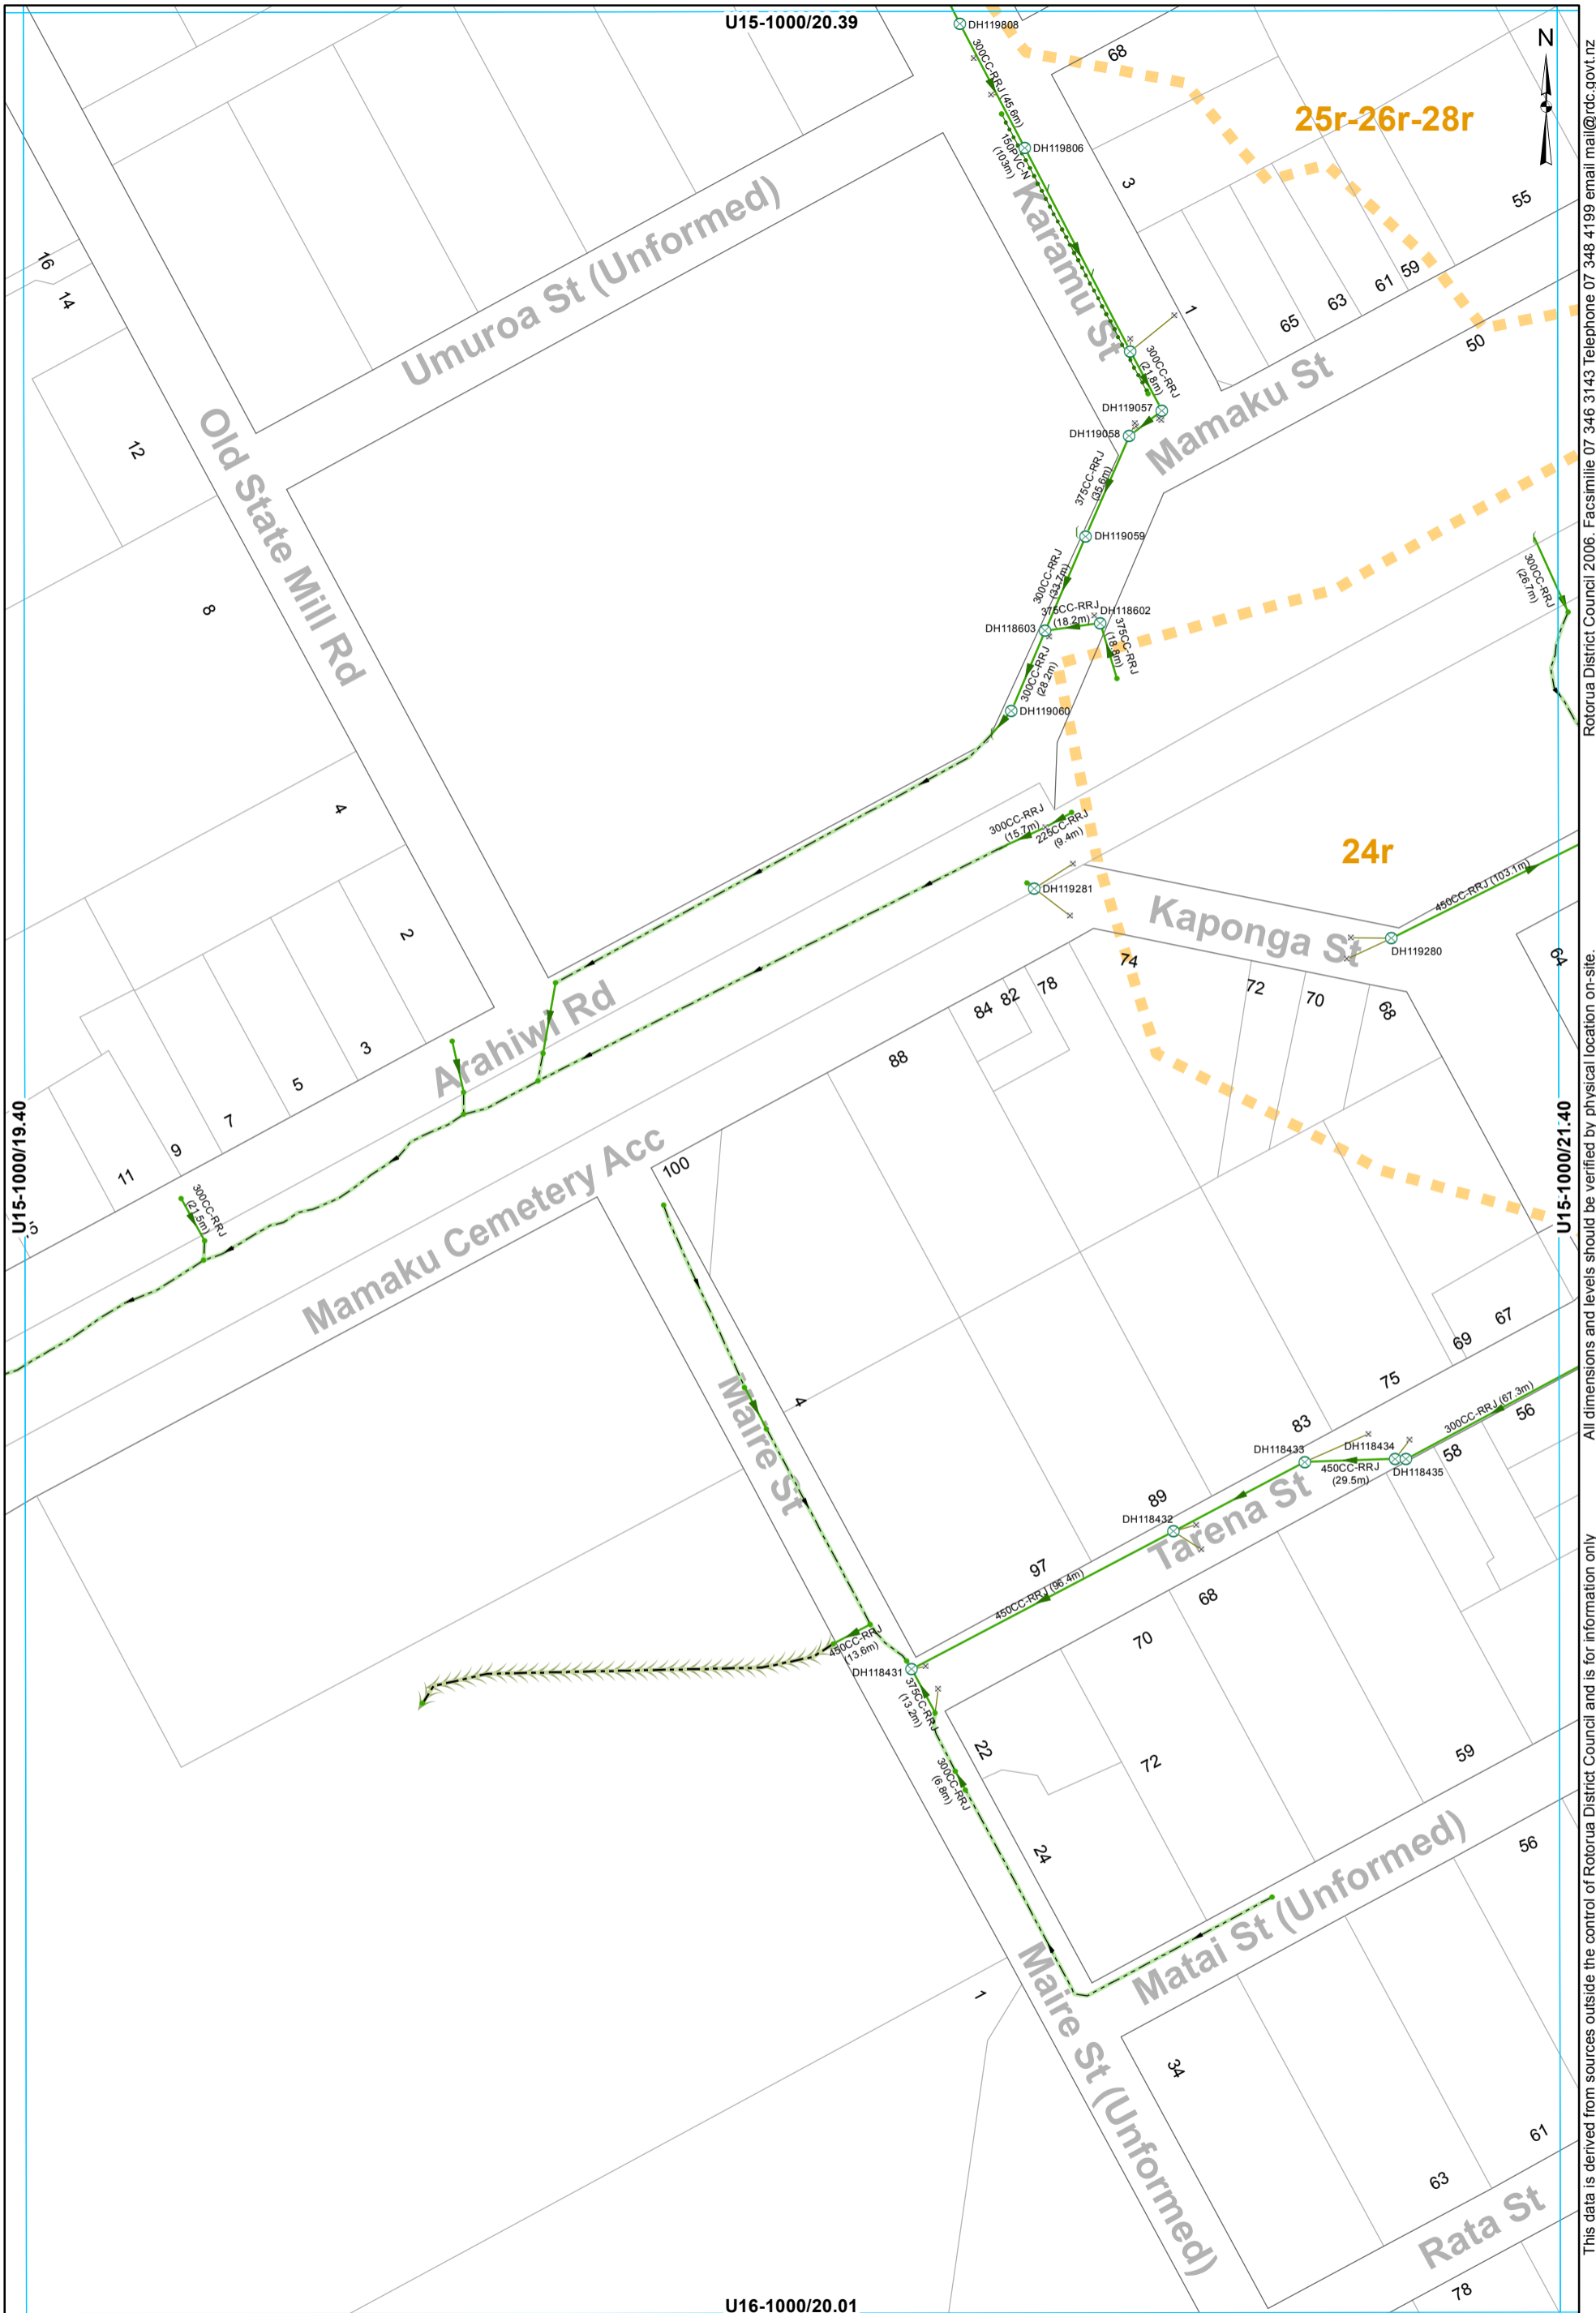 U15-1000/20.39
DH119808
300CC-RRJ (45.6m)
68
N
25r-26r-28r
150PVC-N
(103m)
DH119806
Karamu St
3
55
16
14
Umuroa St (Unformed)
1
59
61
63
65
50
300CC-RRJ
(21.8m)
DH119057
DH119058
Mamaku St
12
Old State Mill Rd
375CC-RRJ
(35.6m)
DH119059
300CC-RRJ
(33.7m)
300CC-RRJ
(26.7m)
8
375CC-RRJ
(18.2m)
DH118602
DH118603
375CC-RRJ
(18.8m)
300CC-RRJ
(28.2m)
DH119060
4
300CC-RRJ
(15.7m)
225CC-RRJ
(9.4m)
24r
DH119281
450CC-RRJ (103.1m)
Kaponga St
DH119280
2
64
74
72
70
68
78
82
84
88
Arahiwi Rd
3
5
7
9
11
U15-1000/19.40
U15-1000/21.40
Mamaku Cemetery Acc
100
300CC-RRJ
(21.5m)
67
69
75
4
Maire St
83
300CC-RRJ (67.3m)
56
58
DH118433
DH118434
450CC-RRJ
(29.5m)
DH118435
89
DH118432
Tarena St
97
450CC-RRJ (96.4m)
68
70
450CC-RRJ
(13.6m)
DH118431
375CC-RRJ
(13.2m)
22
72
59
300CC-RRJ
(6.8m)
24
56
Matai St (Unformed)
1
Maire St (Unformed)
34
61
63
Rata St
78
U16-1000/20.01
This data is derived from sources outside the control of Rotorua District Council and is for information only
All dimensions and levels should be verified by physical location on-site.
Rotorua District Council 2006. Facsimilie 07 346 3143 Telephone 07 348 4199 email mail@rdc.govt.nz